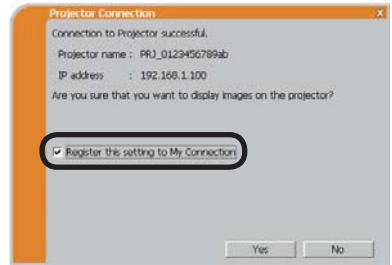 Projector Connection
Connection to Projector successful.
Projector name : PRJ_0123456789ab
IP address : 192.168.1.100
Are you sure that you want to display images on the projector?
Register this setting to My Connection
Yes No